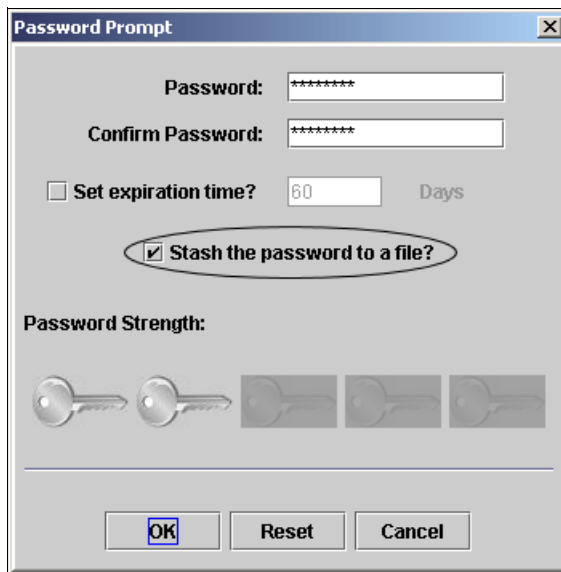 Password Prompt
Password: ********
Confirm Password: ********
Set expiration time? 60 Days
Stash the password to a file?
Password Strength:
OK Reset Cancel